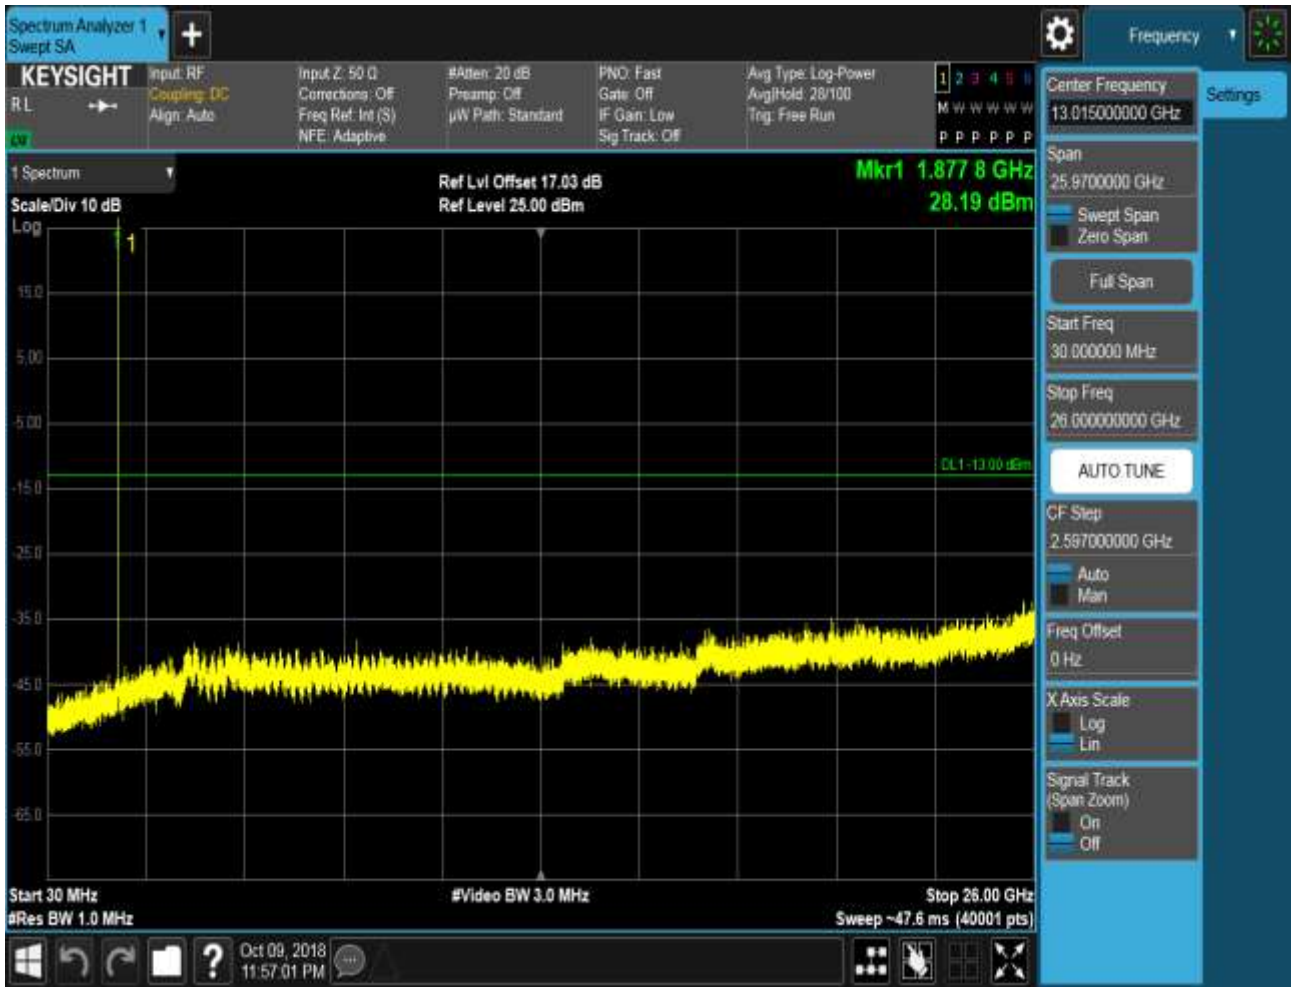 Spectrum Analyzer 1
Swept SA
Frequency
KEYSIGHT
RL
Input: RF
Coupling: DC
Align: Auto
Input Z: 50 Ω
Corrections: Off
Freq Ref: Int (S)
NFE: Adaptive
#Atten: 20 dB
Preamp: Off
µW Path: Standard
PNO: Fast
Gate: Off
IF Gain: Low
Sig Track: Off
Avg Type: Log-Power
Avg|Hold: 28/100
Trig: Free Run
1 2 3 4 5 6
M W W W W W
P P P P P P
1 Spectrum
Scale/Div 10 dB
Log
Ref Lvl Offset 17.03 dB
Ref Level 25.00 dBm
Mkr1 1.877 8 GHz
28.19 dBm
1
15.0
5.00
-5.00
DL1 -13.00 dBm
-15.0
-25.0
-35.0
-45.0
-55.0
-65.0
Start 30 MHz
#Video BW 3.0 MHz
Stop 26.00 GHz
#Res BW 1.0 MHz
Sweep ~47.6 ms (40001 pts)
Oct 09, 2018
11:57:01 PM
Center Frequency
13.015000000 GHz
Settings
Span
25.9700000 GHz
Swept Span
Zero Span
Full Span
Start Freq
30.000000 MHz
Stop Freq
26.000000000 GHz
AUTO TUNE
CF Step
2.597000000 GHz
Auto
Man
Freq Offset
0 Hz
X Axis Scale
Log
Lin
Signal Track
(Span Zoom)
On
Off